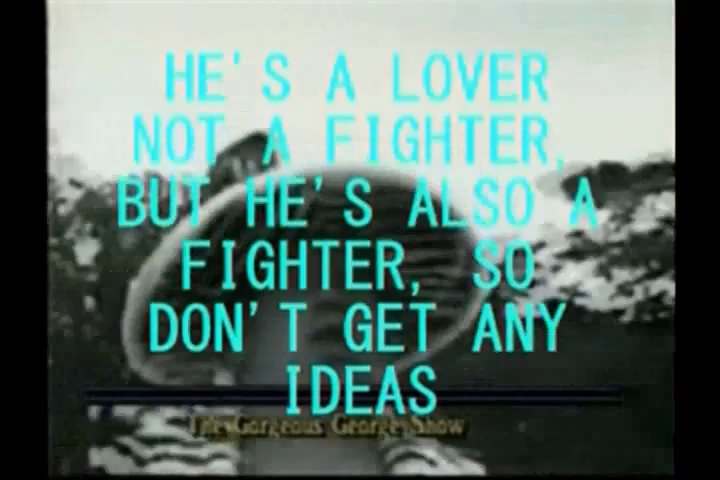 HE'S A LOVER
NOT A FIGHTER,
BUT HE'S ALSO A
FIGHTER, SO
DON'T GET ANY
IDEAS
The Gorgeous George Show